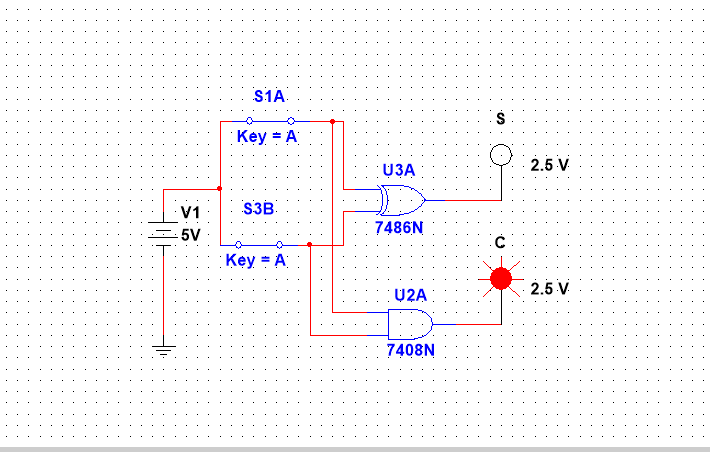 S1A
Key = A
S
U3A
2.5 V
V1
5V
S3B
7486N
Key = A
C
U2A
2.5 V
7408N